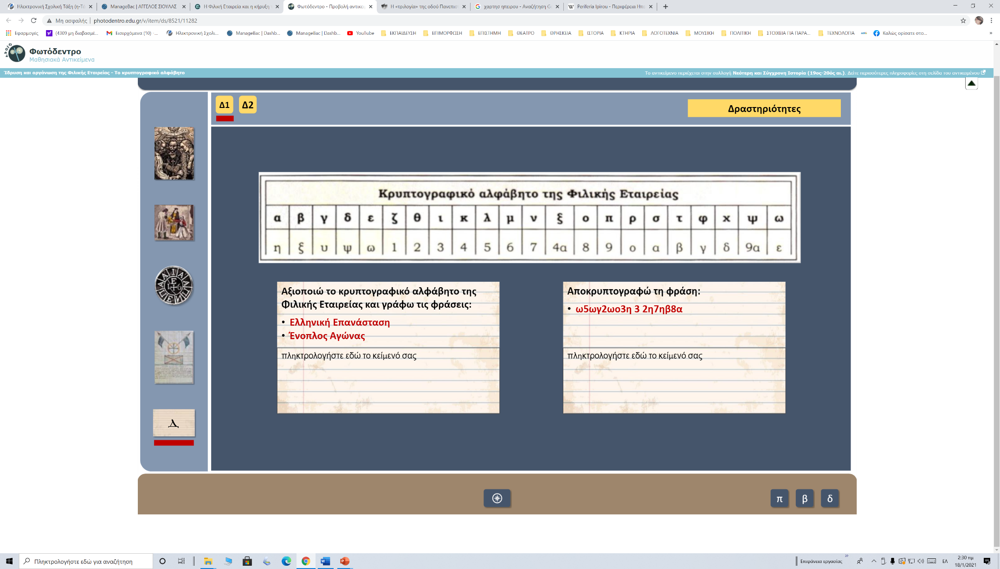 Ηλεκτρονική Σχολική Τάξη (η-Τά
ManageBac | ΑΓΓΕΛΟΣ ΣΙΟΥΛΑΣ
Η Φιλική Εταιρεία και η κήρυξη
Φωτόδεντρο - Προβολή αντικει
Η «τριλογία» της οδού Πανεπισ
χαρτησ ηπειρου - Αναζήτηση Go
Periferia Ipirou - Περιφέρεια Ηπε
Μη ασφαλής | photodentro.edu.gr/v/item/ds/8521/11282
Εφαρμογές (4309 μη διαβασμέ... Εισερχόμενα (10) -... Ηλεκτρονική Σχολι... ManageBac | Dashb... ManageBac | Dashb... YouTube ΕΚΠΑΙΔΕΥΣΗ ΕΠΙΜΟΡΦΩΣΗ ΕΠΙΣΤΗΜΗ ΘΕΑΤΡΟ ΘΡΗΣΚΕΙΑ ΙΣΤΟΡΙΑ ΚΤΗΡΙΑ ΛΟΓΟΤΕΧΝΙΑ ΜΟΥΣΙΚΗ ΠΟΛΙΤΙΚΗ ΣΤΟΙΧΕΙΑ ΓΙΑ ΠΑΡΑ... ΤΕΧΝΟΛΟΓΙΑ Καλώς ορίσατε στο... »
Φωτόδεντρο
Μαθησιακά Αντικείμενα
Ίδρυση και οργάνωση της Φιλικής Εταιρείας - Το κρυπτογραφικό αλφάβητο
Το αντικείμενο περιέχεται στην συλλογή Νεότερη και Σύγχρονη Ιστορία (19ος-20ός αι.). Δείτε περισσότερες πληροφορίες στη σελίδα του αντικειμένου
Δ1 Δ2
Δραστηριότητες
Κρυπτογραφικό αλφάβητο της Φιλικής Εταιρείας
α β γ δ ε ζ θ ι κ λ μ ν ξ ο π ρ σ τ φ χ ψ ω
η ξ υ ψ ω 1 2 3 4 5 6 7 4α 8 9 ο α β γ δ 9α ε
Αξιοποιώ το κρυπτογραφικό αλφάβητο της
Φιλικής Εταιρείας και γράφω τις φράσεις:
• Ελληνική Επανάσταση
• Ένοπλος Αγώνας
πληκτρολογήστε εδώ το κείμενό σας
Αποκρυπτογραφώ τη φράση:
• ω5ωγ2ωο3η 3 2η7ηβ8α
πληκτρολογήστε εδώ το κείμενό σας
Δ
π β δ
Πληκτρολογήστε εδώ για αναζήτηση
Επιφάνεια εργασίας
ΕΛ
2:30 πμ
18/1/2021